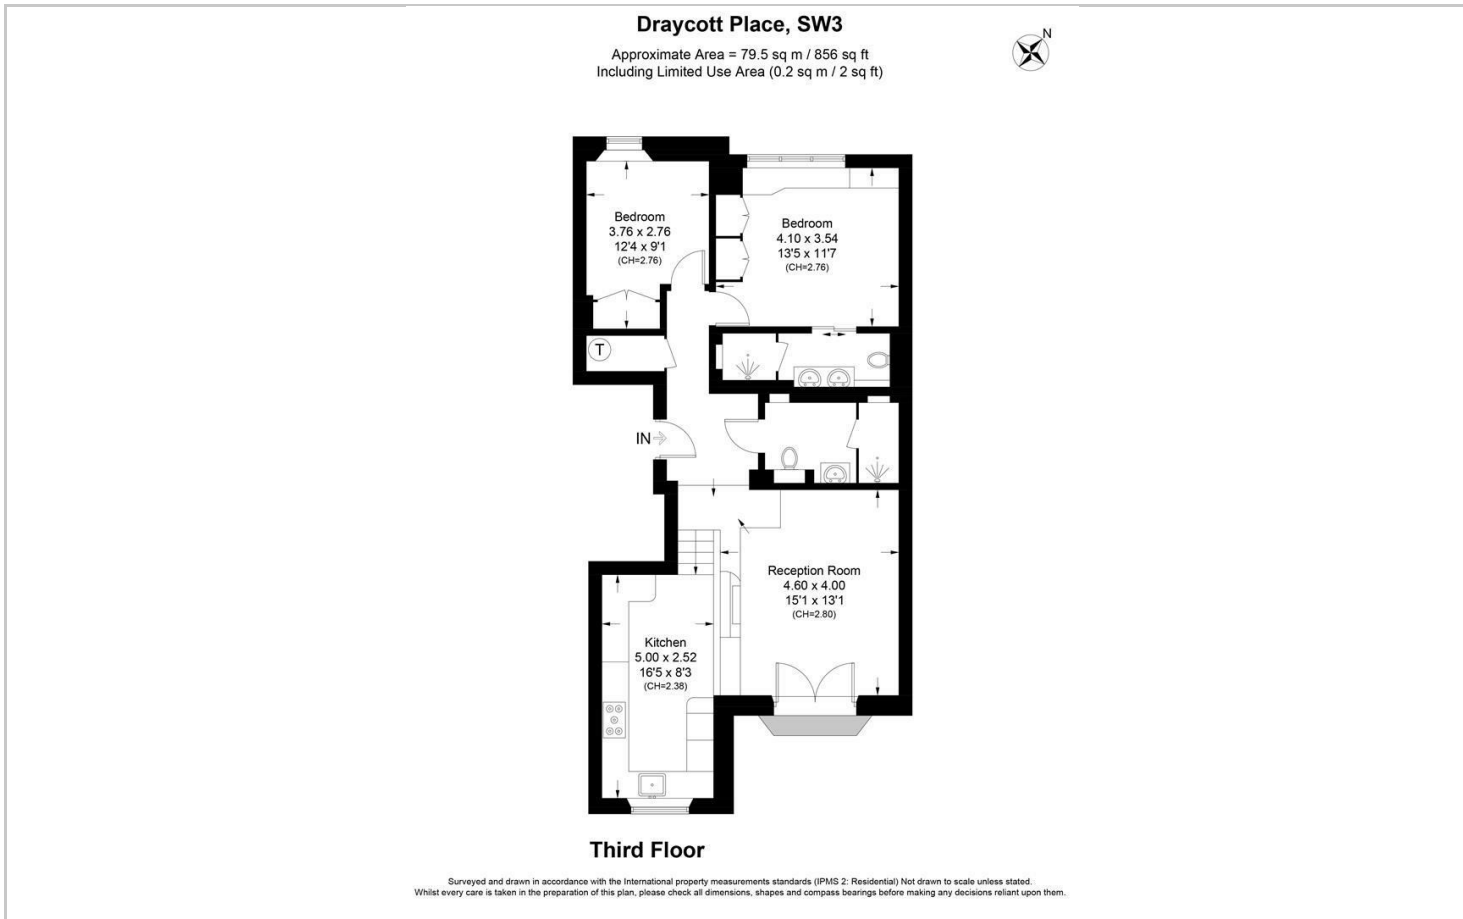 Draycott Place, SW3
Approximate Area = 79.5 sq m / 856 sq ft
Including Limited Use Area (0.2 sq m / 2 sq ft)
N
Bedroom
3.76 x 2.76
12'4 x 9'1
(CH=2.76)
Bedroom
4.10 x 3.54
13'5 x 11'7
(CH=2.76)
T
IN
Reception Room
4.60 x 4.00
15'1 x 13'1
(CH=2.80)
Kitchen
5.00 x 2.52
16'5 x 8'3
(CH=2.38)
Third Floor
Surveyed and drawn in accordance with the International property measurements standards (IPMS 2: Residential) Not drawn to scale unless stated.
Whilst every care is taken in the preparation of this plan, please check all dimensions, shapes and compass bearings before making any decisions reliant upon them.